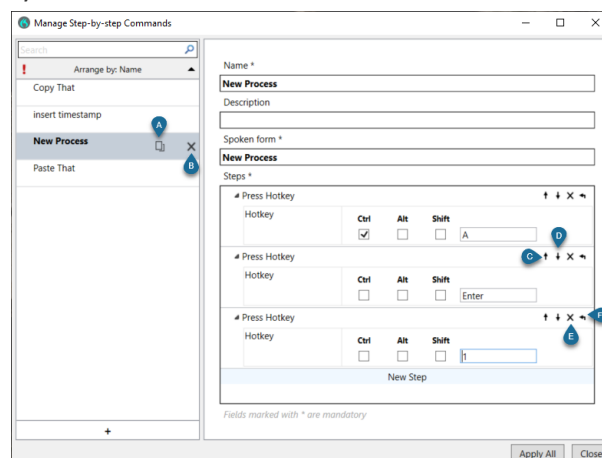 Manage Step-by-step Commands
Search
Arrange by: Name
Copy That
insert timestamp
New Process
Paste That
+
A
B
Name *
New Process
Description
Spoken form *
New Process
Steps *
Press Hotkey
Hotkey Ctrl Alt Shift
A
D
Press Hotkey
C
Hotkey Ctrl Alt Shift
Enter
Press Hotkey
F
E
Hotkey Ctrl Alt Shift
1
New Step
Fields marked with * are mandatory
Apply All Close